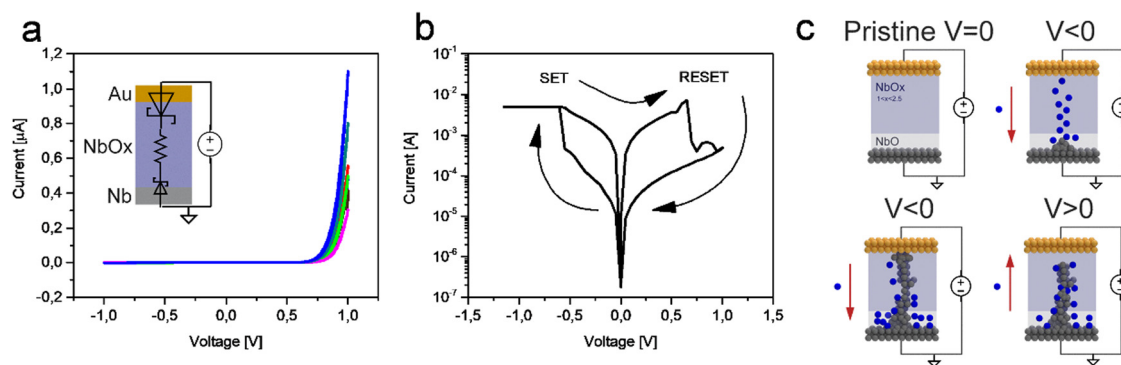 a
Current [µA]
1,2
1,0
0,8
0,6
0,4
0,2
0,0
-0,2
-1,0
-0,5
0,0
0,5
1,0
Voltage [V]
Au
NbOx
Nb
+
b
Current [A]
10-1
10-2
10-3
10-4
10-5
10-6
10-7
-1,0
-0,5
0,0
0,5
1,0
1,5
Voltage [V]
SET
RESET
c
Pristine V=0
NbOx
1<x<2.5
NbO
V<0
V<0
V>0